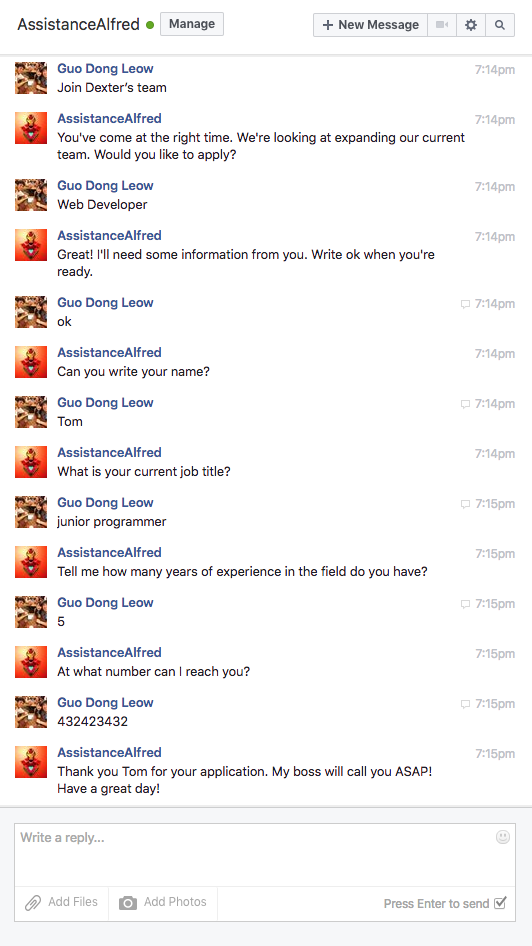 AssistanceAlfred
Manage
+ New Message
Guo Dong Leow
7:14pm
Join Dexter's team
AssistanceAlfred
7:14pm
You've come at the right time. We're looking at expanding our current
team. Would you like to apply?
Guo Dong Leow
7:14pm
Web Developer
AssistanceAlfred
7:14pm
Great! I'll need some information from you. Write ok when you're
ready.
Guo Dong Leow
7:14pm
ok
AssistanceAlfred
7:14pm
Can you write your name?
Guo Dong Leow
7:14pm
Tom
AssistanceAlfred
7:14pm
What is your current job title?
Guo Dong Leow
7:15pm
junior programmer
AssistanceAlfred
7:15pm
Tell me how many years of experience in the field do you have?
Guo Dong Leow
7:15pm
5
AssistanceAlfred
7:15pm
At what number can I reach you?
Guo Dong Leow
7:15pm
432423432
AssistanceAlfred
7:15pm
Thank you Tom for your application. My boss will call you ASAP!
Have a great day!
Write a reply...
Add Files
Add Photos
Press Enter to send